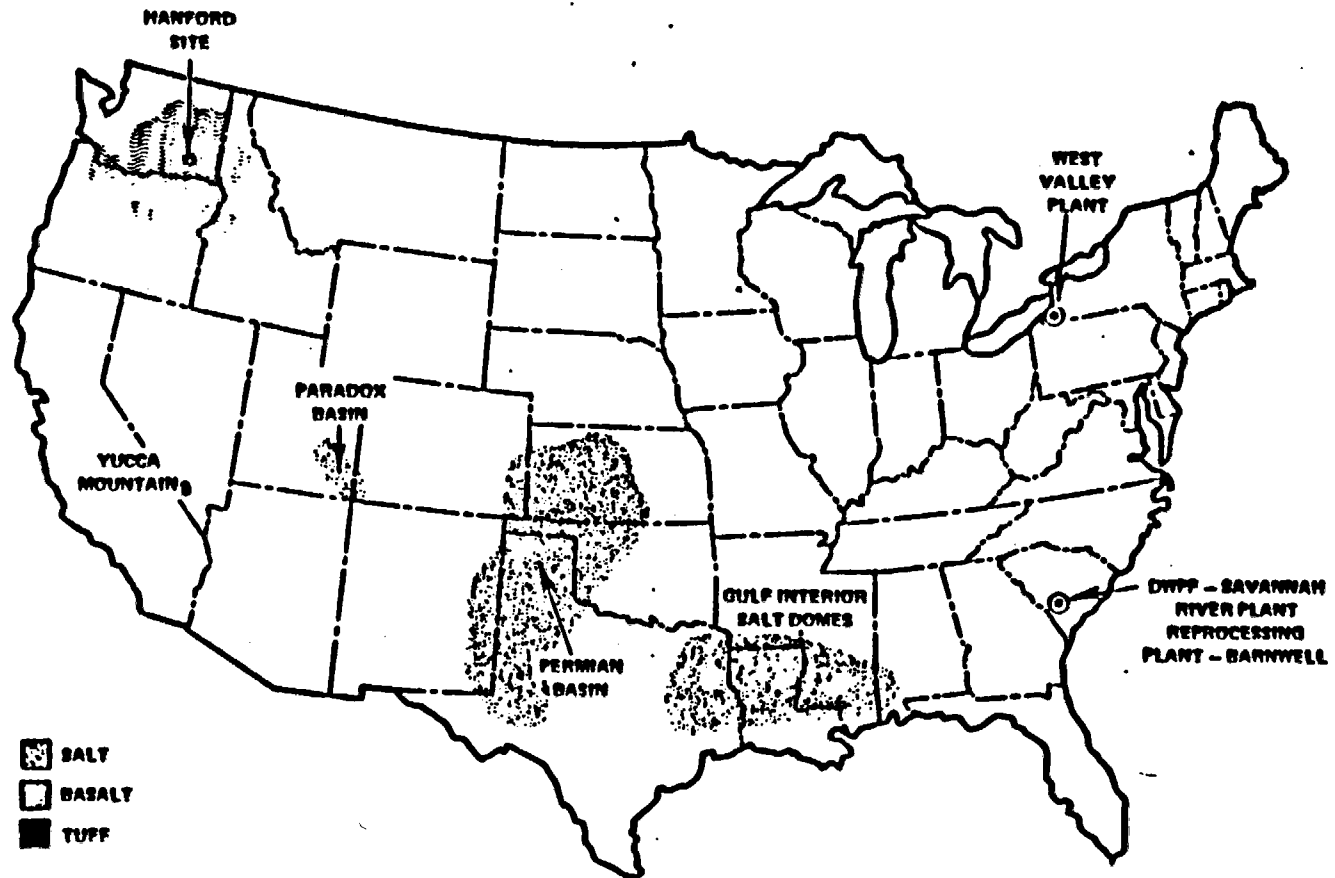 HANFORD
SITE
WEST
VALLEY
PLANT
PARADOX
BASIN
YUCCA
MOUNTAINS
GULF INTERIOR
SALT DOMES
DWPF – SAVANNAH
RIVER PLANT
REPROCESSING
PLANT – BARNWELL
PERMIAN
BASIN
SALT
BASALT
TUFF